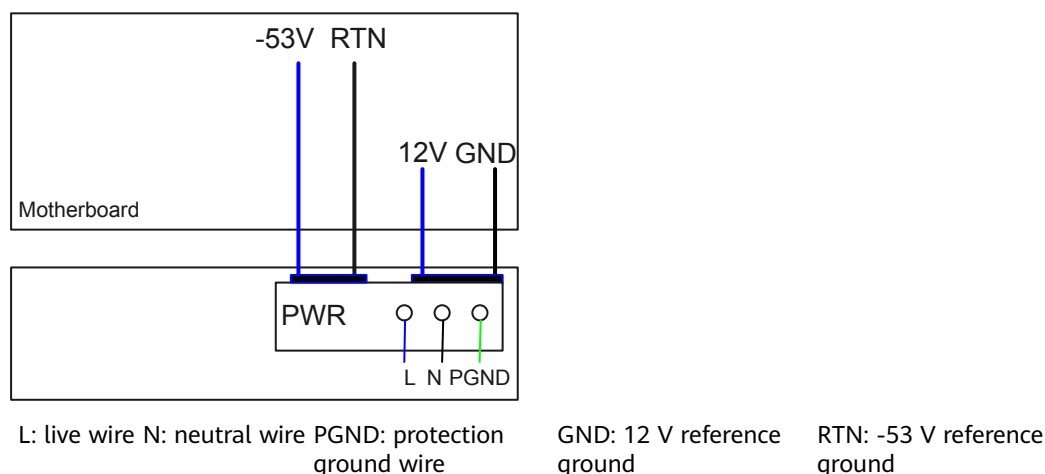 -53V RTN
12V GND
Motherboard
PWR
L N PGND
L: live wire N: neutral wire PGND: protection ground wire
GND: 12 V reference ground
RTN: -53 V reference ground